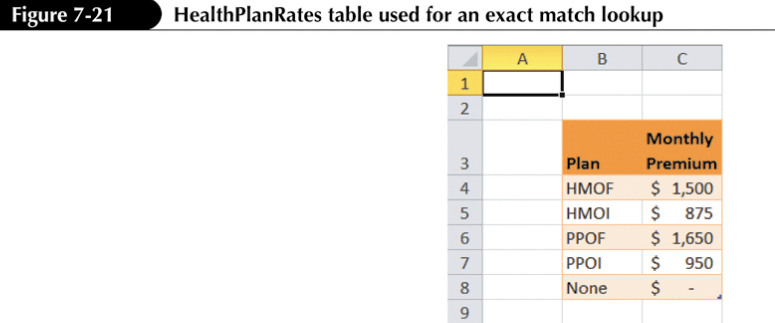 Figure 7-21 HealthPlanRates table used for an exact match lookup
A B C
1
2
Monthly
3 Plan Premium
4 HMOF $ 1,500
5 HMOI $ 875
6 PPOF $ 1,650
7 PPOI $ 950
8 None $ -
9